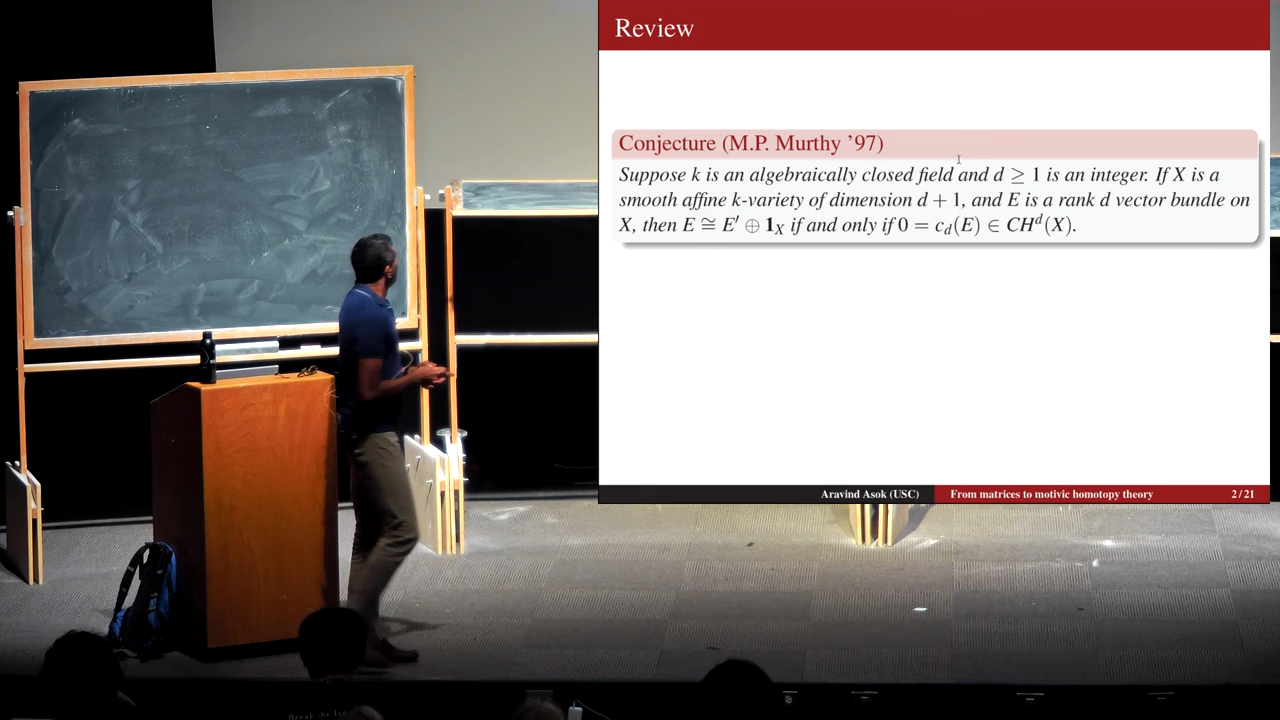 Review
Conjecture (M.P. Murthy ’97)
Suppose k is an algebraically closed field and d ≥ 1 is an integer. If X is a
smooth affine k-variety of dimension d + 1, and E is a rank d vector bundle on
X, then E ≅ E′ ⊕ 1_X if and only if 0 = c_d(E) ∈ CH^d(X).
Aravind Asok (USC) From matrices to motivic homotopy theory 2 / 21